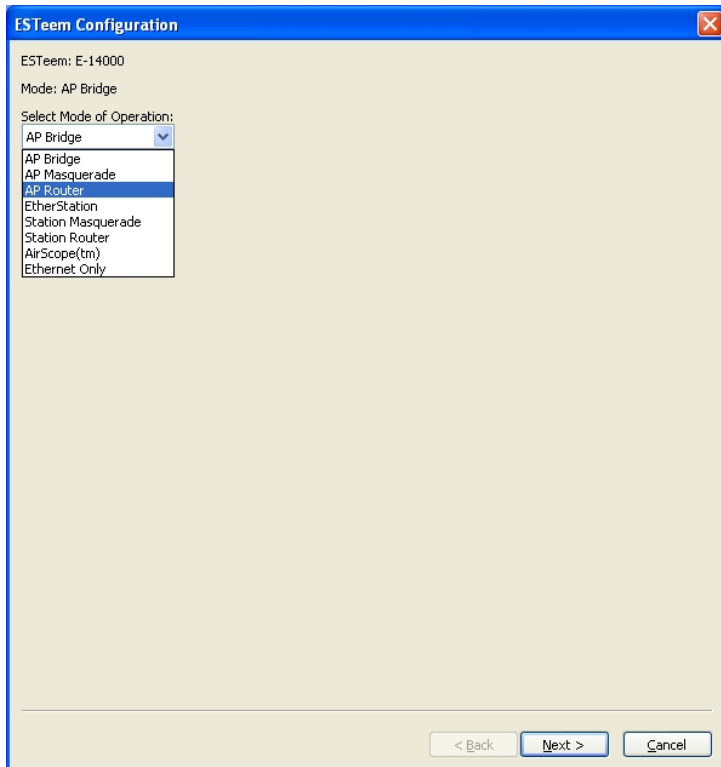 ESTeem Configuration
ESTeem: E-14000
Mode: AP Bridge
Select Mode of Operation:
AP Bridge
AP Bridge
AP Masquerade
AP Router
EtherStation
Station Masquerade
Station Router
AirScope(tm)
Ethernet Only
< Back Next > Cancel